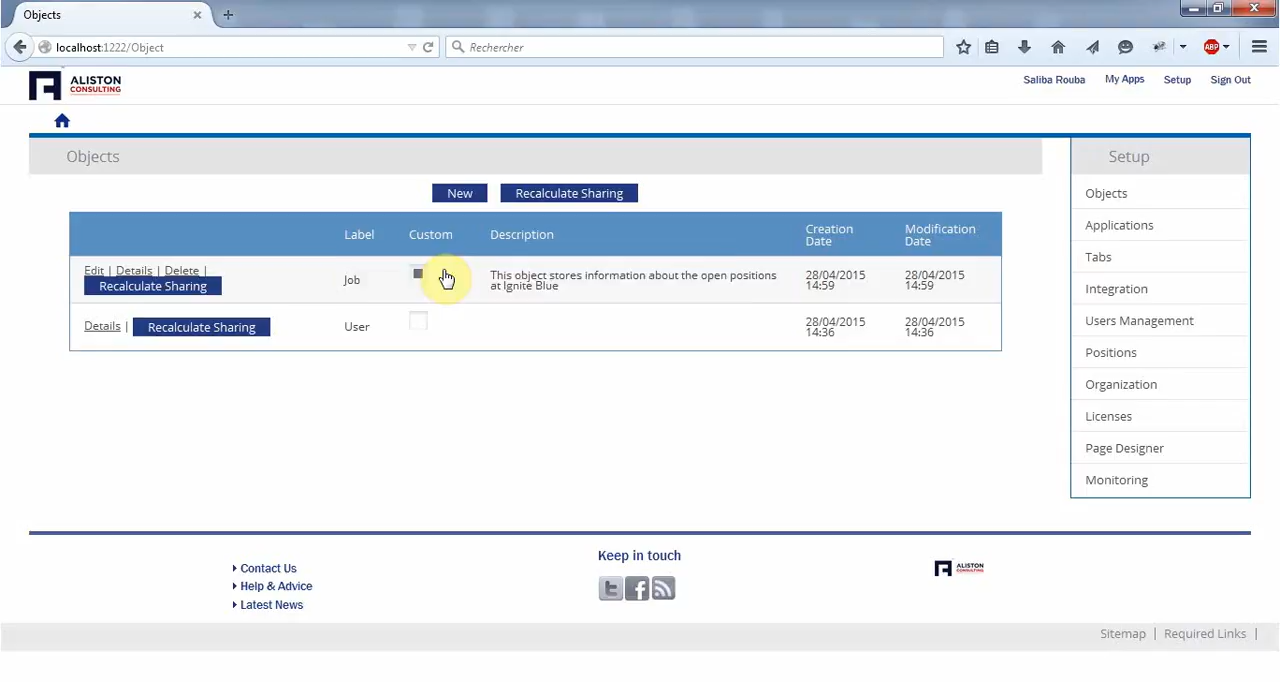 Objects
localhost:1222/Object
Rechercher
ABP
ALISTON
CONSULTING
Saliba Rouba
My Apps
Setup
Sign Out
Objects
Setup
New
Recalculate Sharing
Objects
Applications
Tabs
Integration
Users Management
Positions
Organization
Licenses
Page Designer
Monitoring
Label
Custom
Description
Creation
Date
Modification
Date
Edit | Details | Delete |
Recalculate Sharing
Job
This object stores information about the open positions
at Ignite Blue
28/04/2015
14:59
28/04/2015
14:59
Details |
Recalculate Sharing
User
28/04/2015
14:36
28/04/2015
14:36
Contact Us
Help & Advice
Latest News
Keep in touch
ALISTON
CONSULTING
Sitemap | Required Links |